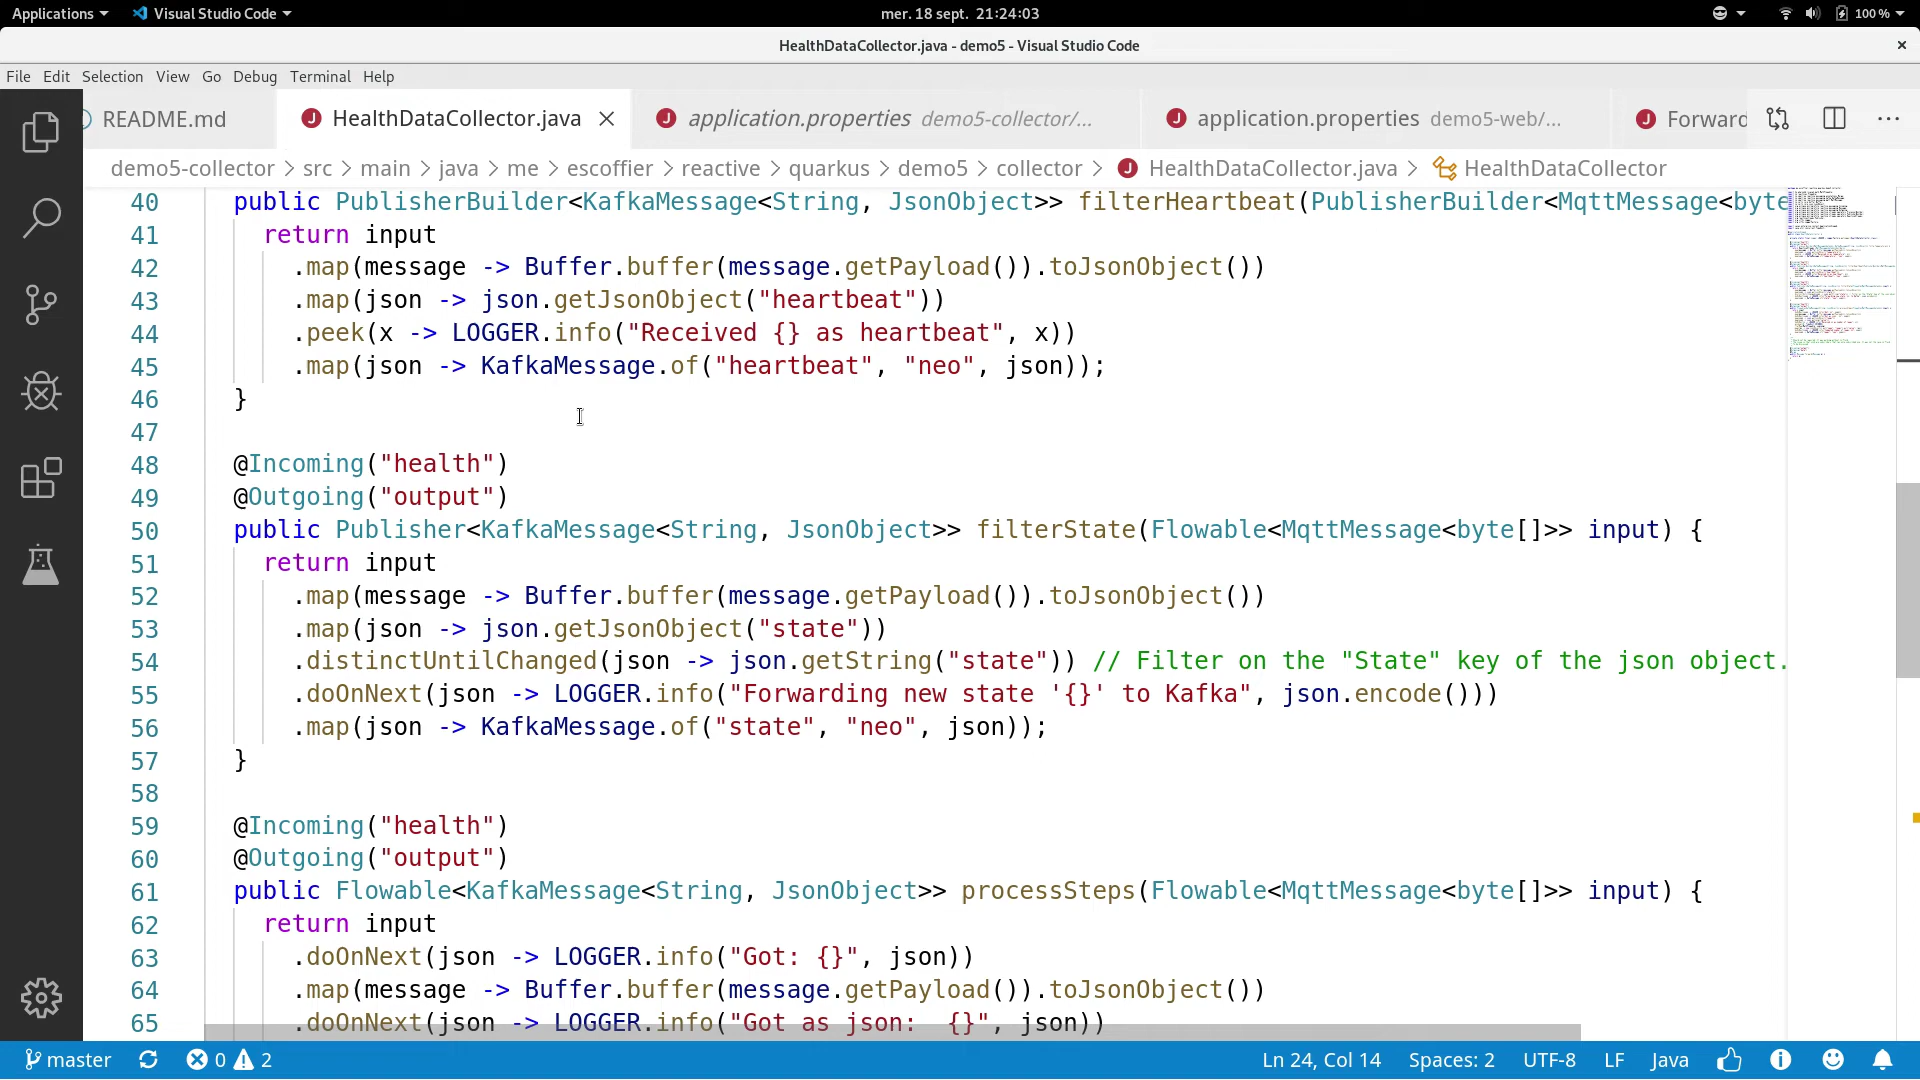 Applications Visual Studio Code mer. 18 sept. 21:24:03 100 %
HealthDataCollector.java - demo5 - Visual Studio Code
File Edit Selection View Go Debug Terminal Help
README.md HealthDataCollector.java application.properties demo5-collector/... application.properties demo5-web/... Forward
demo5-collector > src > main > java > me > escoffier > reactive > quarkus > demo5 > collector > HealthDataCollector.java > HealthDataCollector
40 public PublisherBuilder<KafkaMessage<String, JsonObject>> filterHeartbeat(PublisherBuilder<MqttMessage<byte
41 return input
42 .map(message -> Buffer.buffer(message.getPayload()).toJsonObject())
43 .map(json -> json.getJsonObject("heartbeat"))
44 .peek(x -> LOGGER.info("Received {} as heartbeat", x))
45 .map(json -> KafkaMessage.of("heartbeat", "neo", json));
46 }
47
48 @Incoming("health")
49 @Outgoing("output")
50 public Publisher<KafkaMessage<String, JsonObject>> filterState(Flowable<MqttMessage<byte[]>> input) {
51 return input
52 .map(message -> Buffer.buffer(message.getPayload()).toJsonObject())
53 .map(json -> json.getJsonObject("state"))
54 .distinctUntilChanged(json -> json.getString("state")) // Filter on the "State" key of the json object.
55 .doOnNext(json -> LOGGER.info("Forwarding new state '{}' to Kafka", json.encode()))
56 .map(json -> KafkaMessage.of("state", "neo", json));
57 }
58
59 @Incoming("health")
60 @Outgoing("output")
61 public Flowable<KafkaMessage<String, JsonObject>> processSteps(Flowable<MqttMessage<byte[]>> input) {
62 return input
63 .doOnNext(json -> LOGGER.info("Got: {}", json))
64 .map(message -> Buffer.buffer(message.getPayload()).toJsonObject())
65 .doOnNext(json -> LOGGER.info("Got as json:  {}", json))
master 0 2 Ln 24, Col 14 Spaces: 2 UTF-8 LF Java